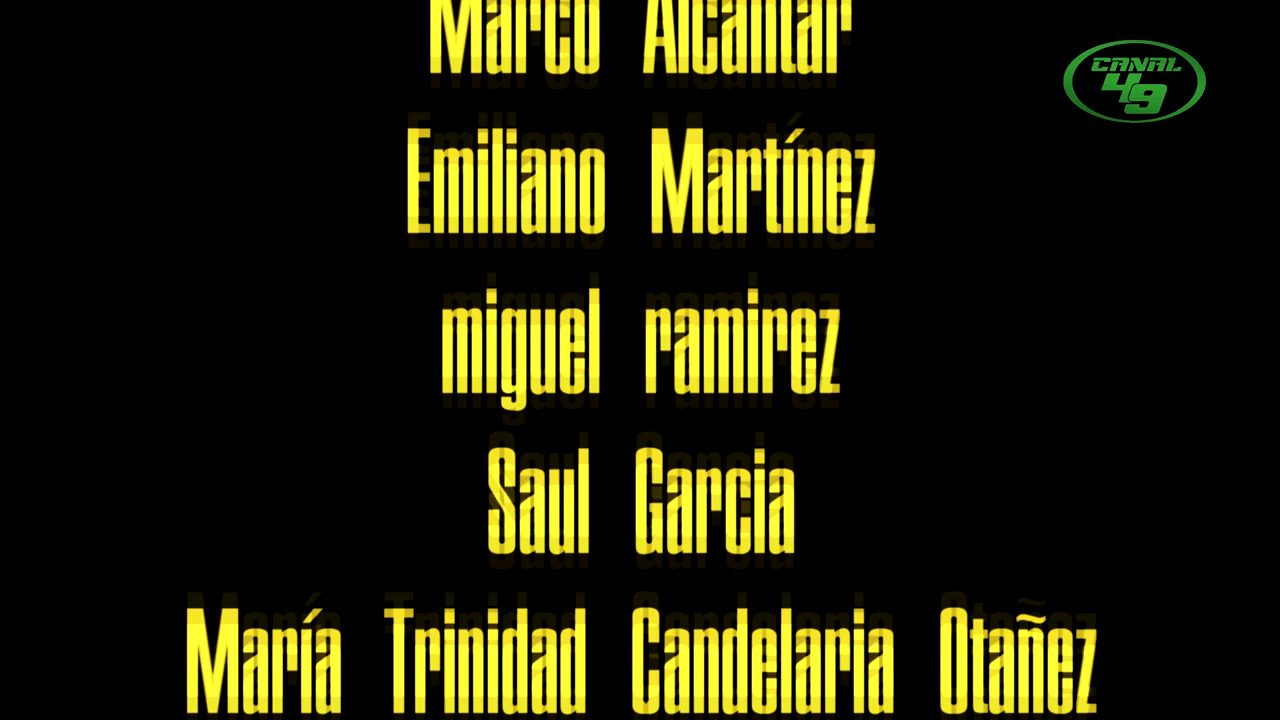 Marco Alcantar
CANAL
49
Emiliano Martínez
miguel ramirez
Saul Garcia
María Trinidad Candelaria Otañez